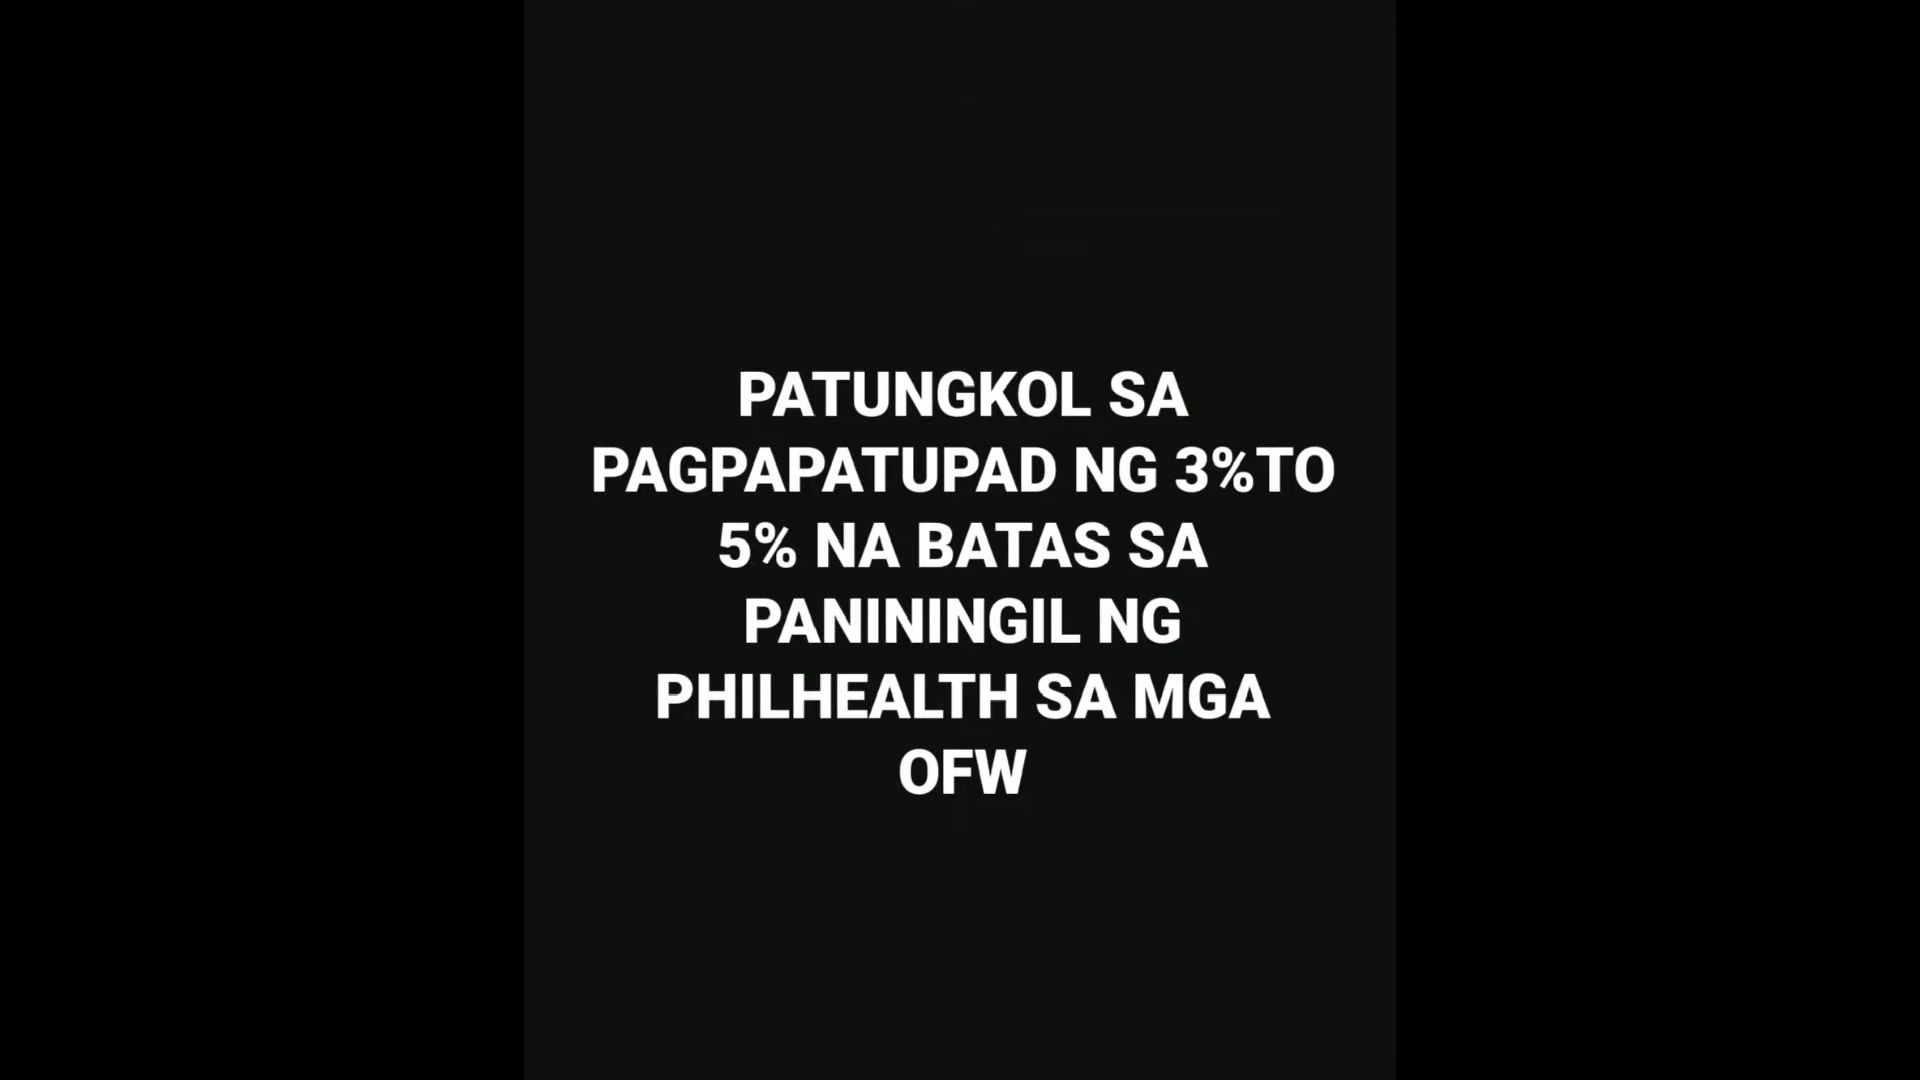 PATUNGKOL SA
PAGPAPATUPAD NG 3%TO
5% NA BATAS SA
PANININGIL NG
PHILHEALTH SA MGA
OFW